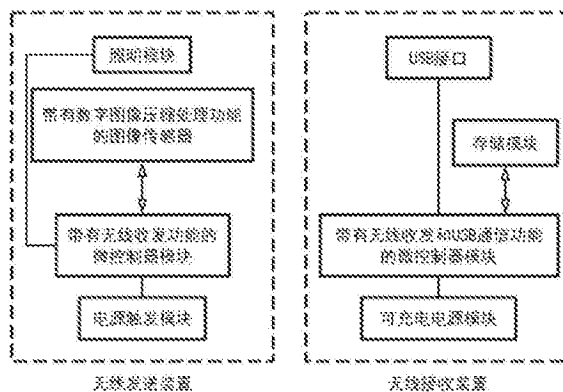 照明模块
带有数字图像压缩处理功能
的图像传感器
带有无线收发功能的
微控制器模块
电源触发模块
无线发送装置
USB接口
存储模块
带有无线收发和USB通信功能
的微控制器模块
可充电电源模块
无线接收装置